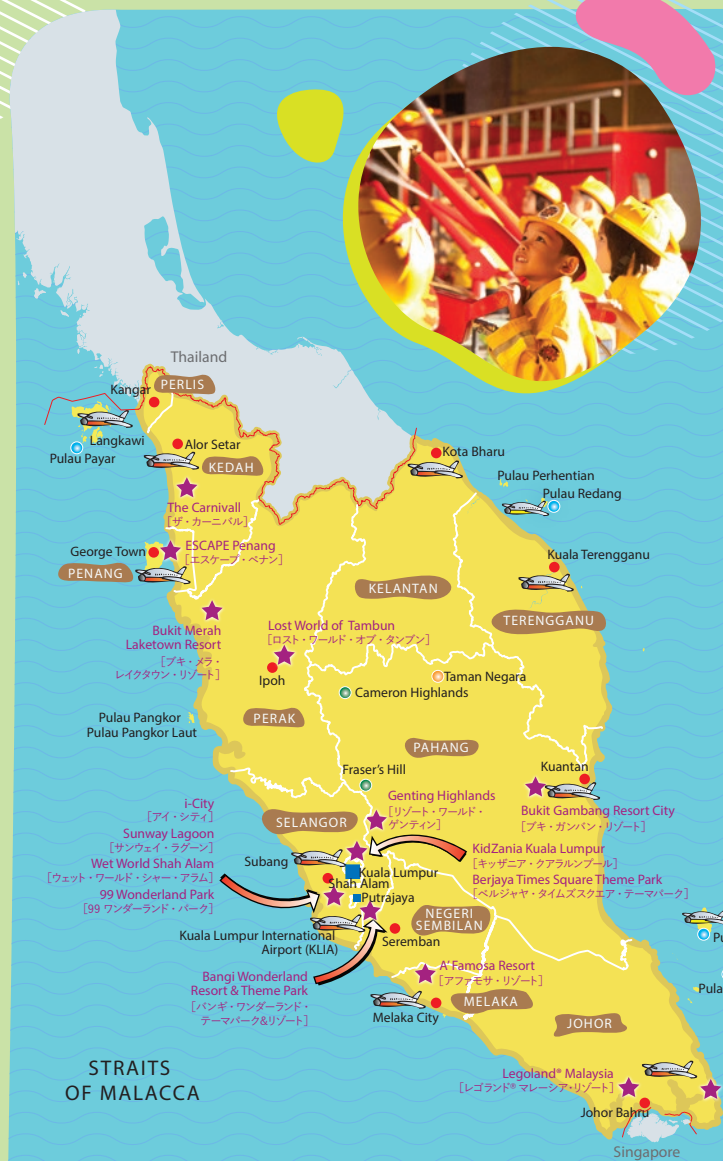 Thailand
Kangar
PERLIS
Langkawi
Pulau Payar
Alor Setar
KEDAH
Kota Bharu
Pulau Perhentian
Pulau Redang
The Carnivall
[ザ・カーニバル]
George Town
ESCAPE Penang
[エスケープ・ペナン]
PENANG
Kuala Terengganu
KELANTAN
TERENGGANU
Bukit Merah
Laketown Resort
[ブキ・メラ・
レイクタウン・リゾート]
Lost World of Tambun
[ロスト・ワールド・オブ・タンブン]
Ipoh
Taman Negara
Cameron Highlands
Pulau Pangkor
Pulau Pangkor Laut
PERAK
PAHANG
Fraser's Hill
Kuantan
Genting Highlands
[リゾート・ワールド・
ゲンティン]
Bukit Gambang Resort City
[ブキ・ガンバン・リゾート]
i-City
[アイ・シティ]
Sunway Lagoon
[サンウェイ・ラグーン]
Wet World Shah Alam
[ウェット・ワールド・シャー・アラム]
99 Wonderland Park
[99 ワンダーランド・パーク]
SELANGOR
KidZania Kuala Lumpur
[キッザニア・クアラルンプール]
Berjaya Times Square Theme Park
[ベルジャヤ・タイムズスクエア・テーマパーク]
Subang
Kuala Lumpur
Shah Alam
Putrajaya
NEGERI
SEMBILAN
Kuala Lumpur International
Airport (KLIA)
Seremban
Bangi Wonderland
Resort & Theme Park
[バンギ・ワンダーランド・
テーマパーク&リゾート]
A'Famosa Resort
[アファモサ・リゾート]
MELAKA
Melaka City
JOHOR
Pu
Pula
STRAITS
OF MALACCA
Legoland® Malaysia
[レゴランド® マレーシア・リゾート]
Johor Bahru
Singapore